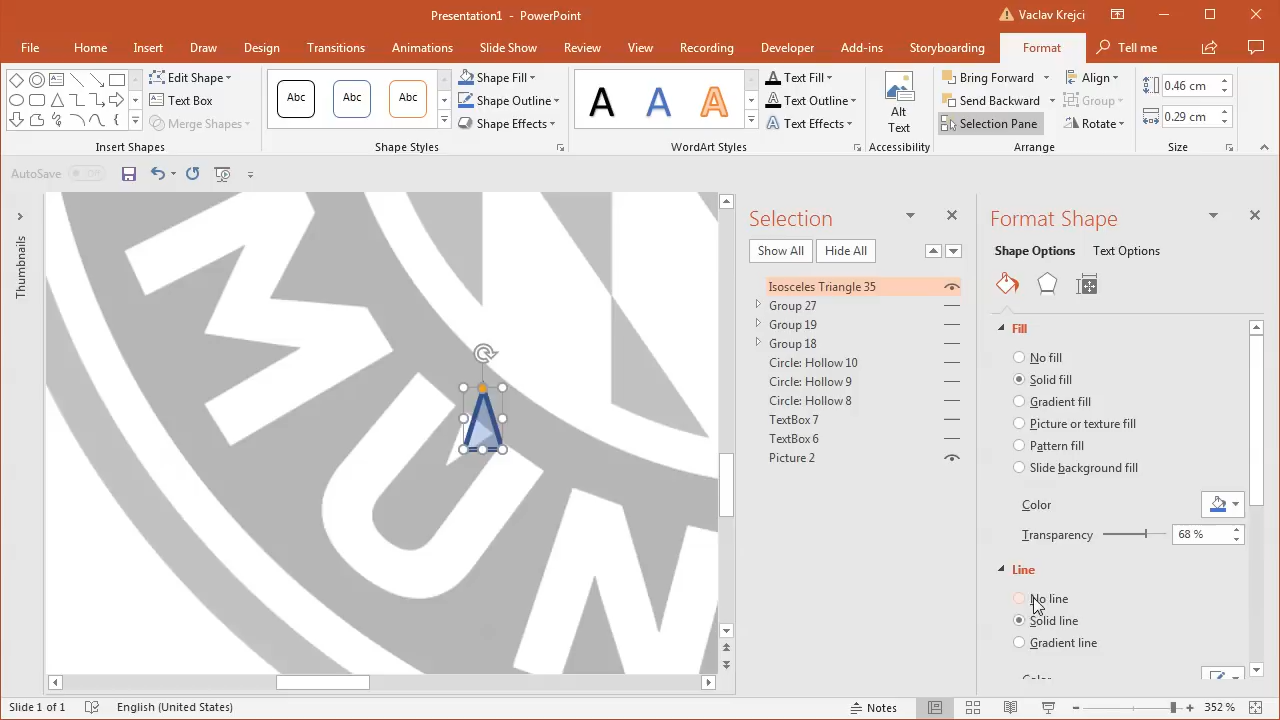 Presentation1 - PowerPoint
Vaclav Krejci
File Home Insert Draw Design Transitions Animations Slide Show Review View Recording Developer Add-ins Storyboarding Format Tell me
Edit Shape
Text Box
Merge Shapes
Insert Shapes
Abc Abc Abc
Shape Fill
Shape Outline
Shape Effects
Shape Styles
A A A
Text Fill
Text Outline
Text Effects
WordArt Styles
Alt
Text
Accessibility
Bring Forward
Send Backward
Selection Pane
Align
Group
Rotate
Arrange
0.46 cm
0.29 cm
Size
AutoSave Off
Thumbnails
M U N
Selection
Show All Hide All
Isosceles Triangle 35
Group 27
Group 19
Group 18
Circle: Hollow 10
Circle: Hollow 9
Circle: Hollow 8
TextBox 7
TextBox 6
Picture 2
Format Shape
Shape Options Text Options
Fill
No fill
Solid fill
Gradient fill
Picture or texture fill
Pattern fill
Slide background fill
Color
Transparency 68 %
Line
No line
Solid line
Gradient line
Color
Slide 1 of 1 English (United States) Notes 352 %